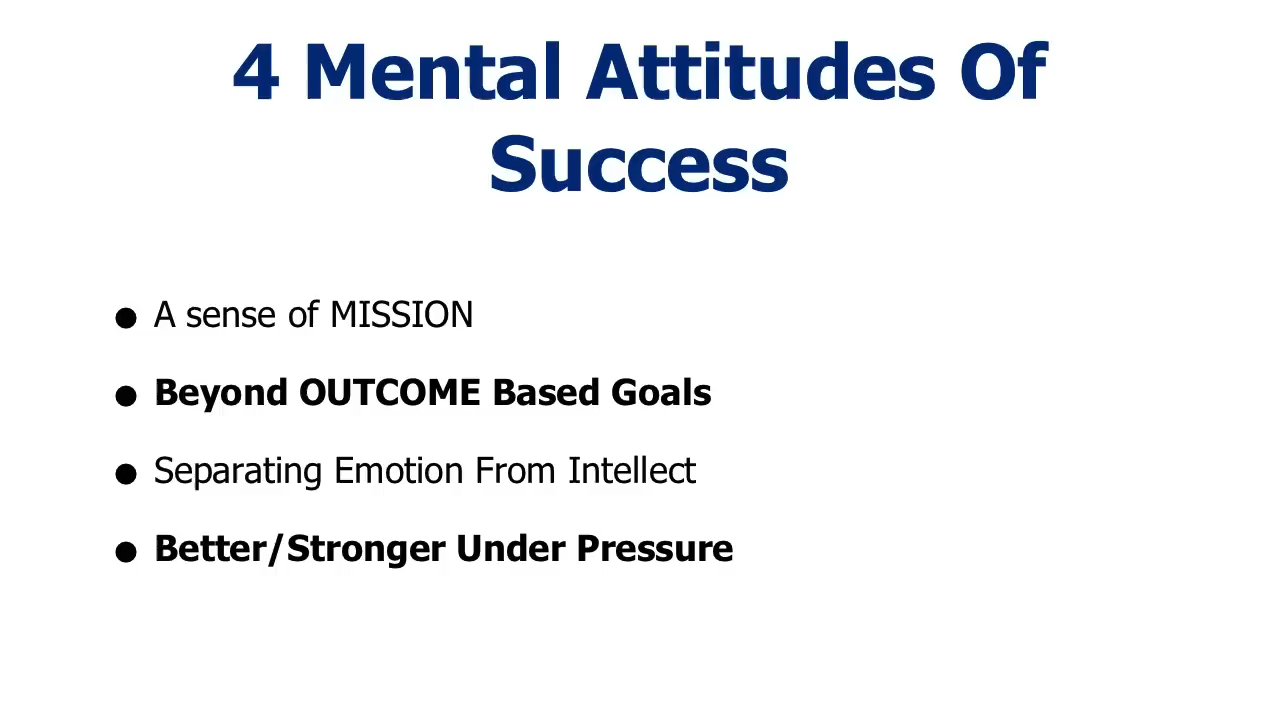 4 Mental Attitudes Of
Success
● A sense of MISSION
● Beyond OUTCOME Based Goals
● Separating Emotion From Intellect
● Better/Stronger Under Pressure